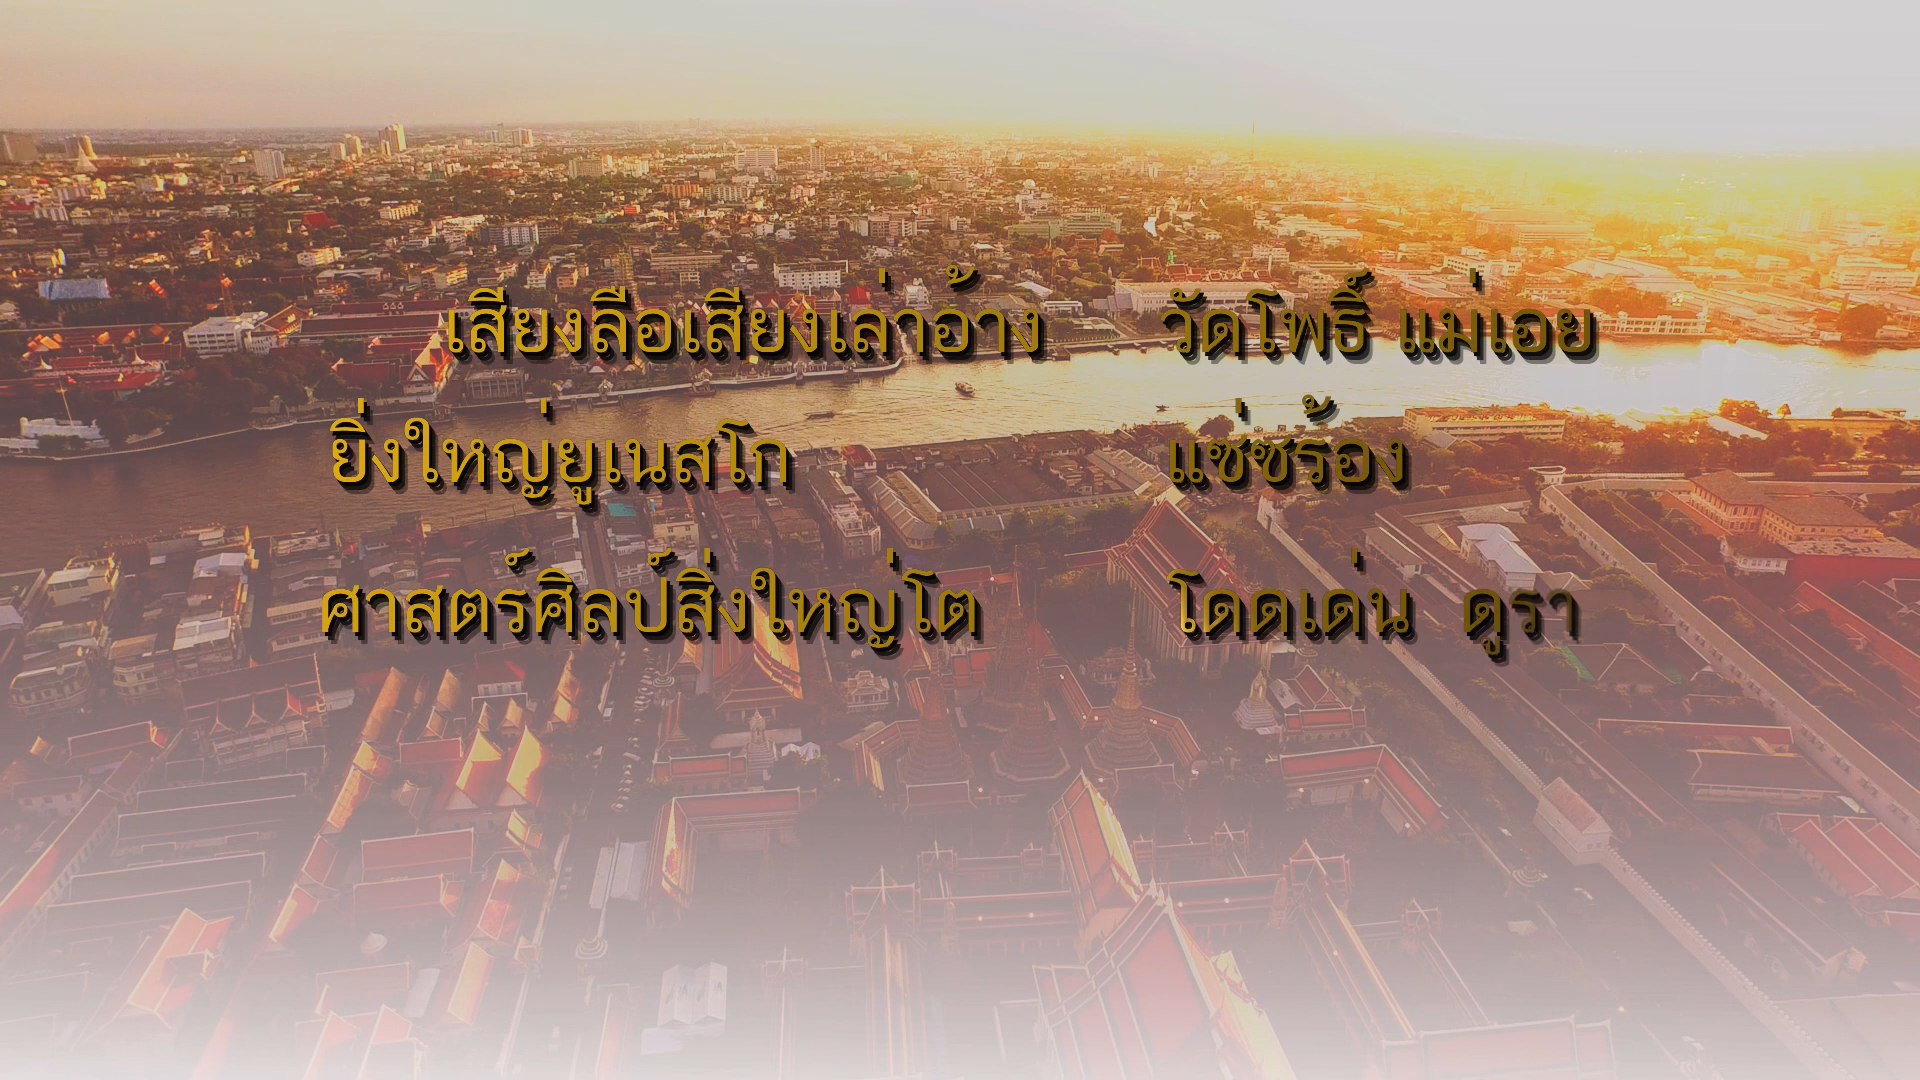 เสียงลือเสียงเล่าอ้าง วัดโพธิ์ แม่เอย
ยิ่งใหญ่ยูเนสโก แซ่ซร้อง
ศาสตร์ศิลป์สิ่งใหญ่โต โดดเด่น ดูรา